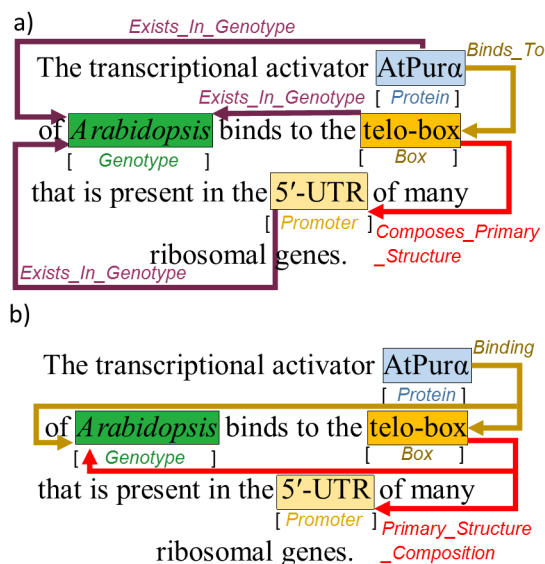 a)
Exists_In_Genotype
The transcriptional activator AtPurα
Binds_To
[ Protein ]
Exists_In_Genotype
of Arabidopsis binds to the telo-box
[ Genotype ]
[ Box ]
that is present in the 5′-UTR of many
[ Promoter ]
Composes_Primary
_Structure
ribosomal genes.
Exists_In_Genotype
b)
Binding
The transcriptional activator AtPurα
[ Protein ]
of Arabidopsis binds to the telo-box
[ Genotype ]
[ Box ]
that is present in the 5′-UTR of many
[ Promoter ]
Primary_Structure
_Composition
ribosomal genes.